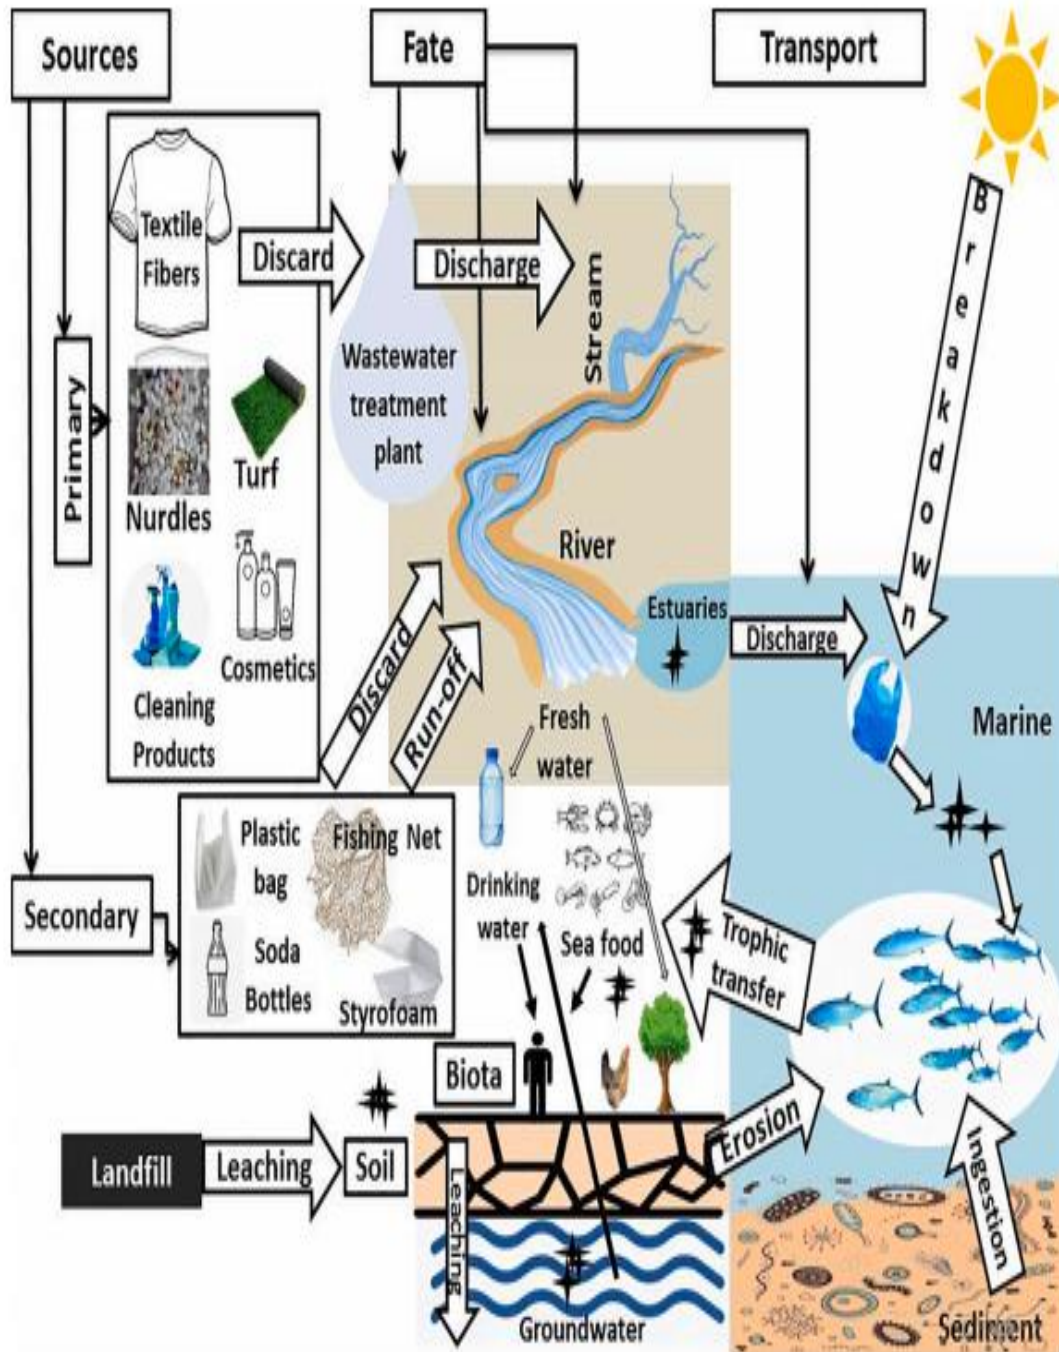 Sources
Fate
Transport
Textile
Fibers
Discard
Discharge
Stream
Breakdown
Wastewater
treatment
plant
Primary
Nurdles
Turf
River
Estuaries
Discharge
Cosmetics
Cleaning
Products
Discard
Run-off
Fresh
water
Marine
Plastic
bag
Fishing Net
Soda
Bottles
Styrofoam
Secondary
Drinking
water
Sea food
Trophic
transfer
Biota
Landfill
Leaching
Soil
Leaching
Erosion
Ingestion
Groundwater
Sediment